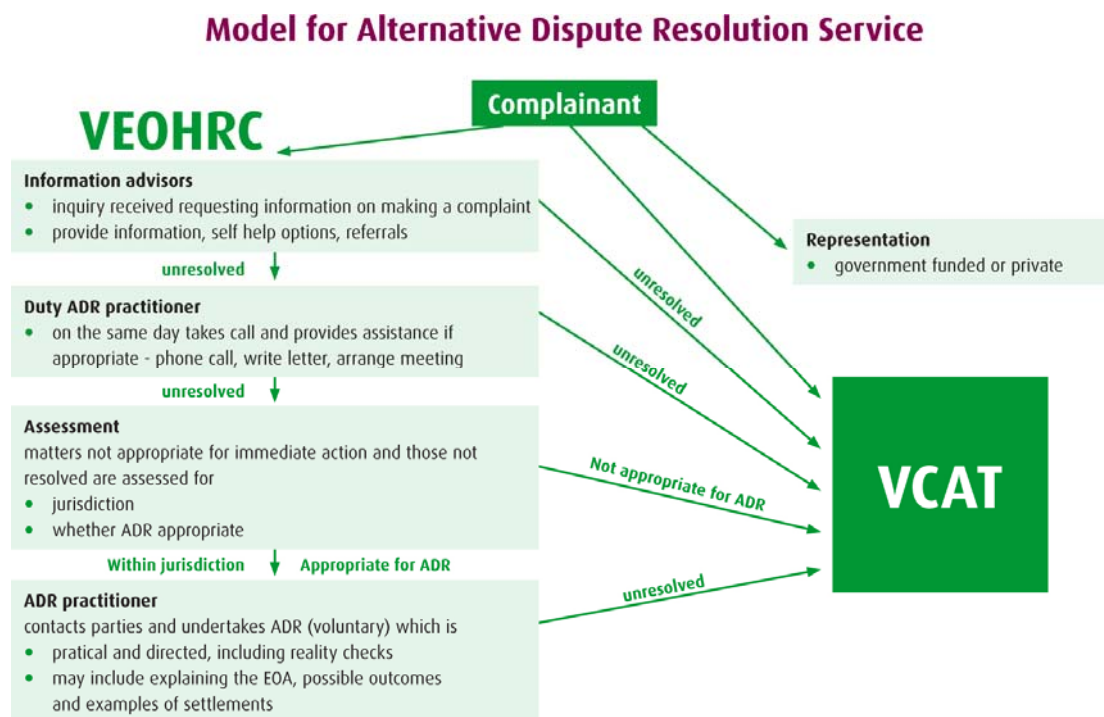 Model for Alternative Dispute Resolution Service
Complainant
VEOHRC
Information advisors
• inquiry received requesting information on making a complaint
• provide information, self help options, referrals
unresolved
Duty ADR practitioner
• on the same day takes call and provides assistance if
appropriate - phone call, write letter, arrange meeting
unresolved
Assessment
matters not appropriate for immediate action and those not
resolved are assessed for
• jurisdiction
• whether ADR appropriate
Within jurisdiction
Appropriate for ADR
ADR practitioner
contacts parties and undertakes ADR (voluntary) which is
• pratical and directed, including reality checks
• may include explaining the EOA, possible outcomes
and examples of settlements
unresolved
unresolved
Not appropriate for ADR
unresolved
Representation
• government funded or private
VCAT